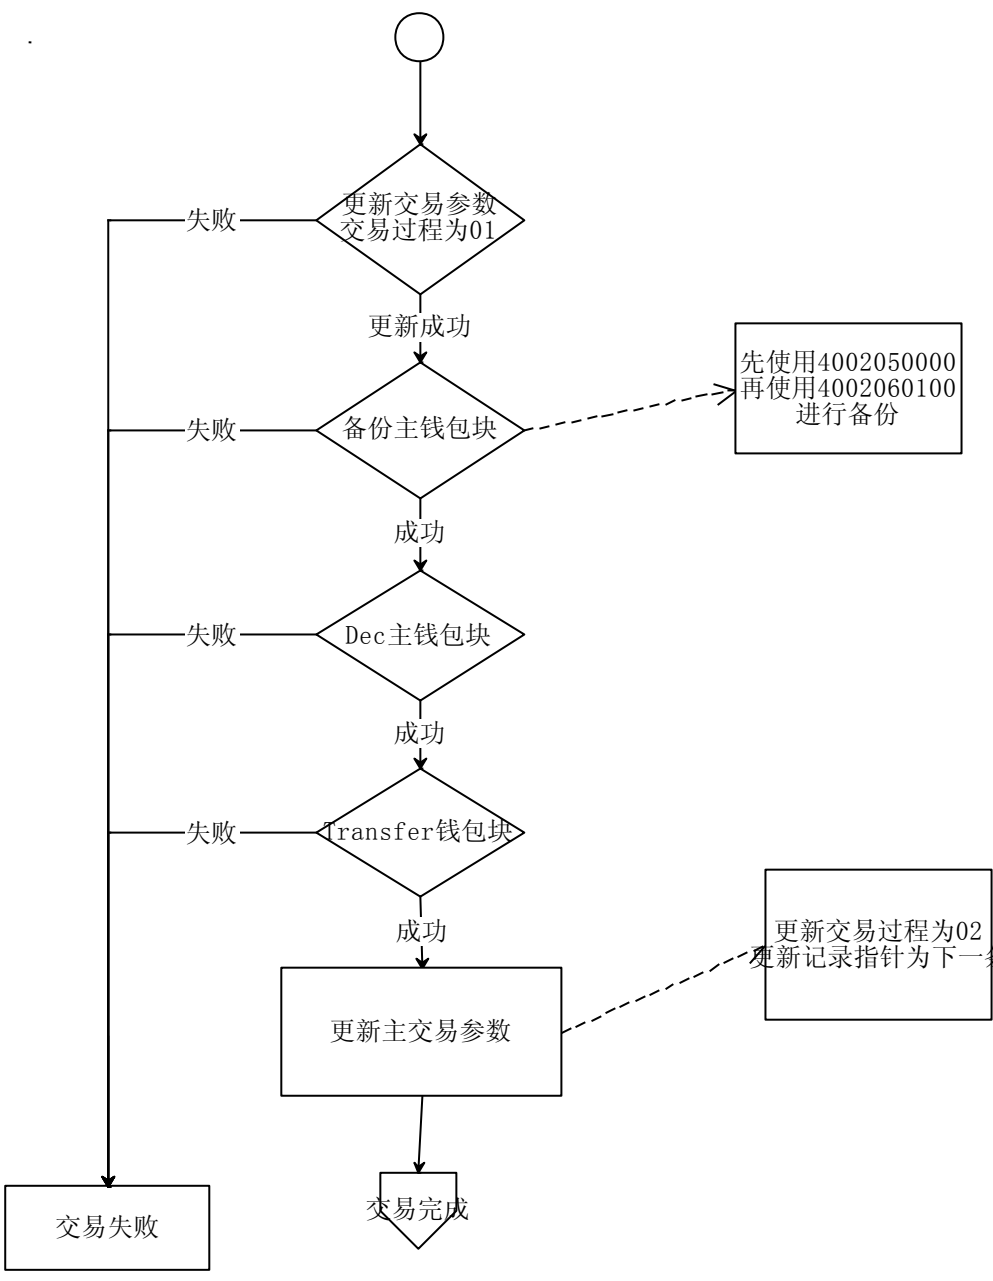 更新交易参数
交易过程为01
失败
更新成功
先使用4002050000
再使用4002060100
进行备份
备份主钱包块
失败
成功
Dec主钱包块
失败
成功
Transfer钱包块
失败
成功
更新交易过程为02
更新记录指针为下一
更新主交易参数
交易完成
交易失败